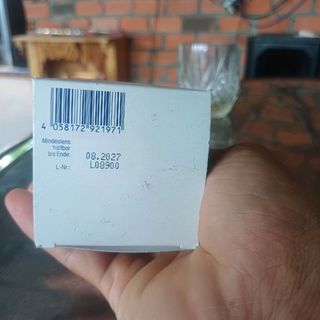 4 058172 921971
Mindestens
haltbar
bis Ende: 08.2027
L-Nr.: L08900